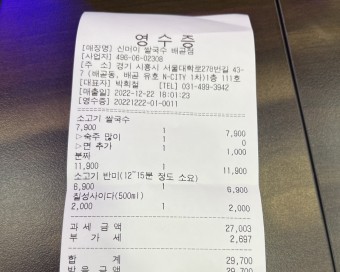 영 수 증
[매장명] 신머이 쌀국수 배곧점
[사업자] 496-06-02308
[주 소] 경기 시흥시 서울대학로278번길 43-
7 (배곧동, 배곧 유호 N-CITY 1차)1층 111호
[대표자] 박희철 [TEL] 031-499-3942
[매출일] 2022-12-22 18:01:23
[영수증] 20221222-01-0011
소고기 쌀국수
7,900 1 7,900
▷숙주 많이 1 0
▷면 추가 1 1,000
분짜
11,900 1 11,900
소고기 반미(12~15분 정도 소요)
6,900 1 6,900
칠성사이다(500ml)
2,000 1 2,000
과 세 금 액 27,003
부 가 세 2,697
합 계 29,700
받 을 금 액 29,700